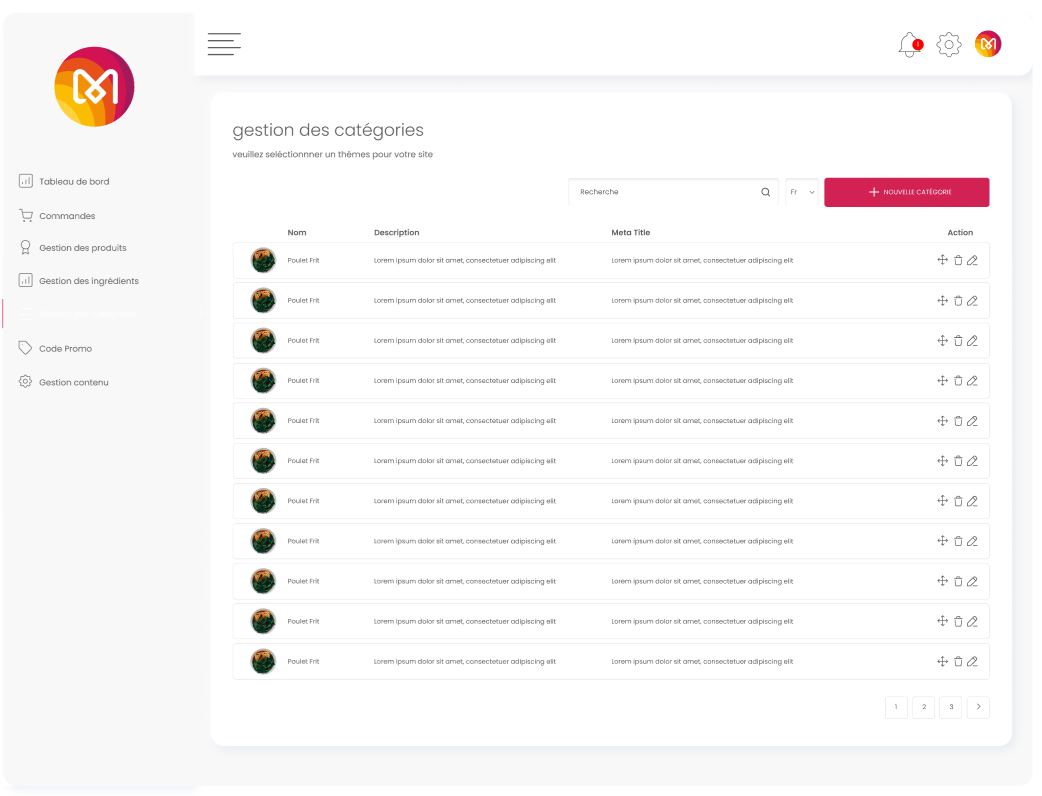 !
Tableau de bord
Commandes
Gestion des produits
Gestion des ingrédients
Code Promo
Gestion contenu
gestion des catégories
veuillez seléctionnner un thèmes pour votre site
Recherche Fr NOUVELLE CATÉGORIE
Nom Description Meta Title Action
Poulet Frit Lorem ipsum dolor sit amet, consectetuer adipiscing elit Lorem ipsum dolor sit amet, consectetuer adipiscing elit
Poulet Frit Lorem ipsum dolor sit amet, consectetuer adipiscing elit Lorem ipsum dolor sit amet, consectetuer adipiscing elit
Poulet Frit Lorem ipsum dolor sit amet, consectetuer adipiscing elit Lorem ipsum dolor sit amet, consectetuer adipiscing elit
Poulet Frit Lorem ipsum dolor sit amet, consectetuer adipiscing elit Lorem ipsum dolor sit amet, consectetuer adipiscing elit
Poulet Frit Lorem ipsum dolor sit amet, consectetuer adipiscing elit Lorem ipsum dolor sit amet, consectetuer adipiscing elit
Poulet Frit Lorem ipsum dolor sit amet, consectetuer adipiscing elit Lorem ipsum dolor sit amet, consectetuer adipiscing elit
Poulet Frit Lorem ipsum dolor sit amet, consectetuer adipiscing elit Lorem ipsum dolor sit amet, consectetuer adipiscing elit
Poulet Frit Lorem ipsum dolor sit amet, consectetuer adipiscing elit Lorem ipsum dolor sit amet, consectetuer adipiscing elit
Poulet Frit Lorem ipsum dolor sit amet, consectetuer adipiscing elit Lorem ipsum dolor sit amet, consectetuer adipiscing elit
Poulet Frit Lorem ipsum dolor sit amet, consectetuer adipiscing elit Lorem ipsum dolor sit amet, consectetuer adipiscing elit
Poulet Frit Lorem ipsum dolor sit amet, consectetuer adipiscing elit Lorem ipsum dolor sit amet, consectetuer adipiscing elit
1 2 3